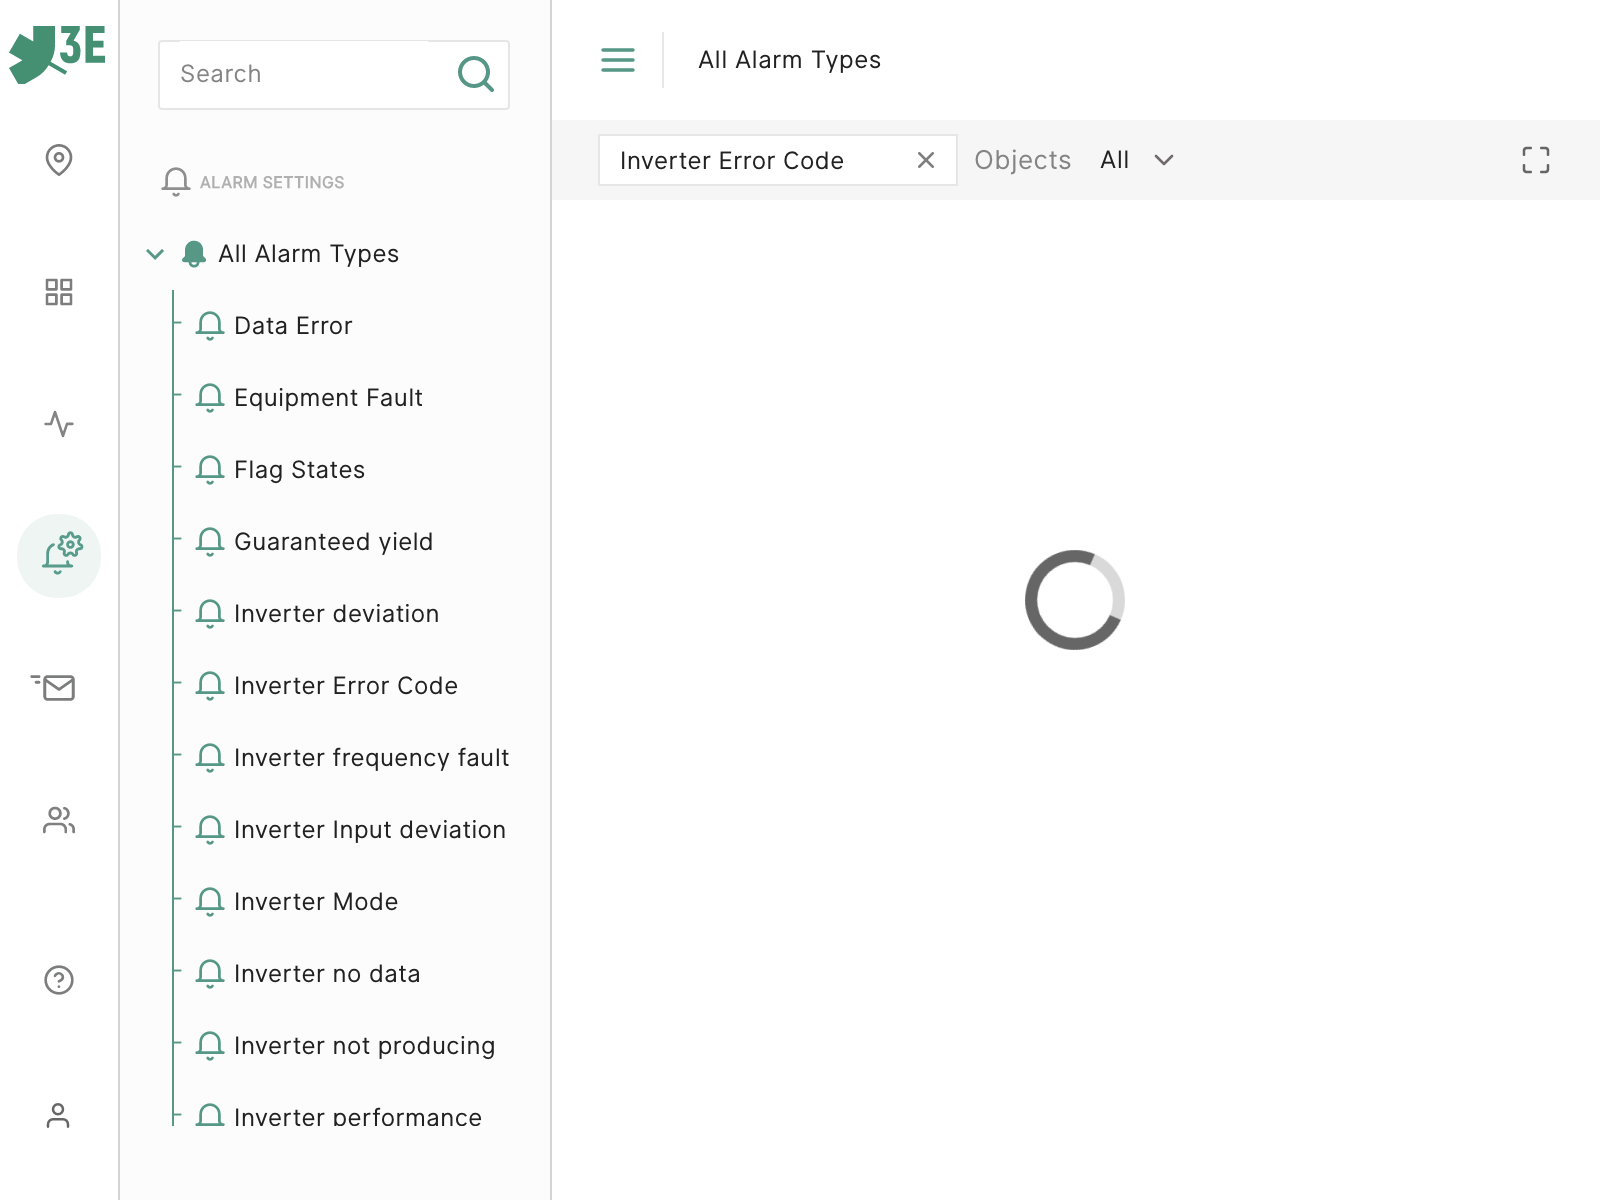 3E
Search
ALARM SETTINGS
All Alarm Types
Data Error
Equipment Fault
Flag States
Guaranteed yield
Inverter deviation
Inverter Error Code
Inverter frequency fault
Inverter Input deviation
Inverter Mode
Inverter no data
Inverter not producing
Inverter performance
All Alarm Types
Inverter Error Code
Objects All